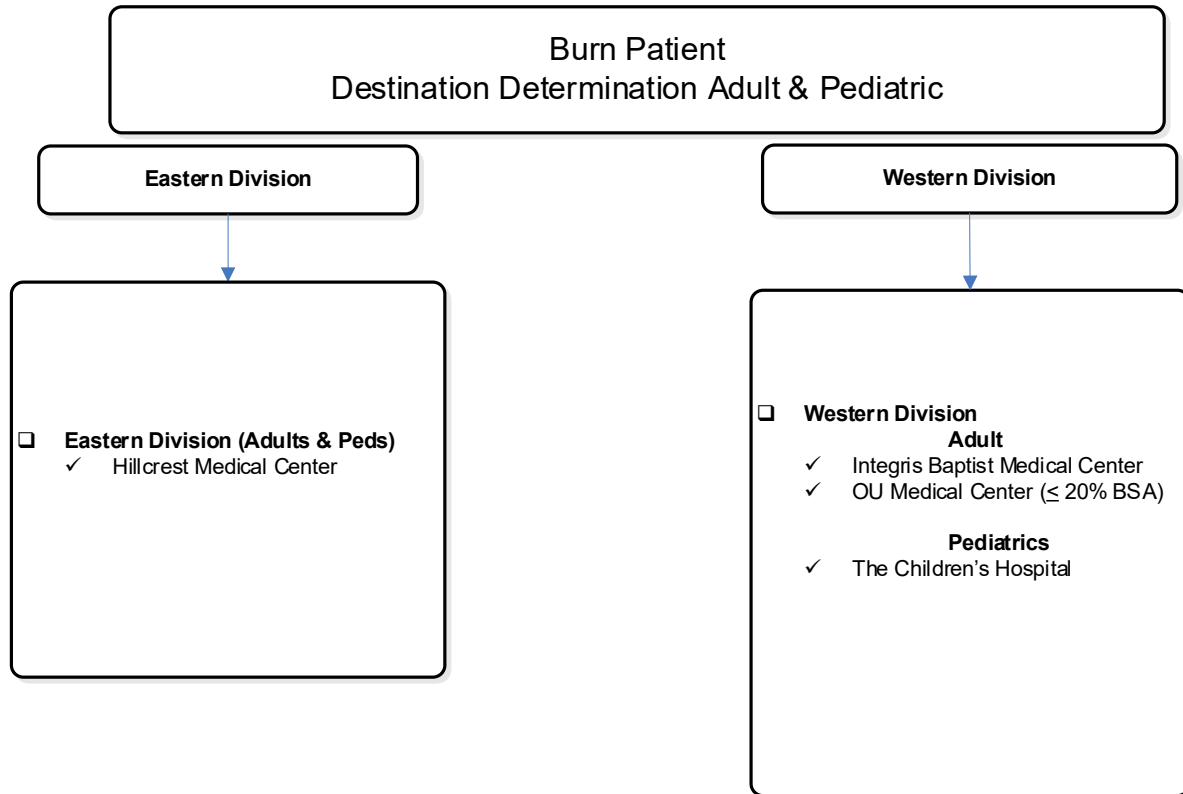 Burn Patient
Destination Determination Adult & Pediatric
Eastern Division
Western Division
❑ Eastern Division (Adults & Peds)
✓ Hillcrest Medical Center
❑ Western Division
Adult
✓ Integris Baptist Medical Center
✓ OU Medical Center (≤ 20% BSA)
Pediatrics
✓ The Children’s Hospital